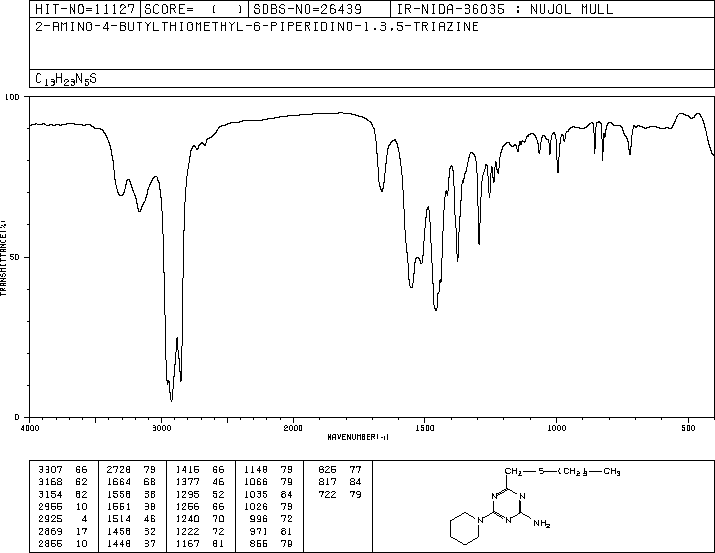 HIT-NO=11127 SCORE= ( ) SDBS-NO=26439 IR-NIDA-36035 : NUJOL MULL
2-AMINO-4-BUTYLTHIOMETHYL-6-PIPERIDINO-1,3,5-TRIAZINE
C13H23N5S
100
50
0
TRANSMITTANCE(%)
4000 3000 2000 1500 1000 500
WAVENUMBER(-1)
3307 66 2728 79 1416 66 1148 79 826 77
3168 62 1664 68 1377 46 1066 79 817 84
3154 62 1558 38 1295 52 1035 84 722 79
2955 10 1551 38 1256 66 1026 79
2925 4 1514 46 1240 70 996 72
2869 17 1458 32 1222 72 971 81
2855 10 1448 37 1167 81 855 79
CH2 S (CH2)3 CH3
N N
N N NH2